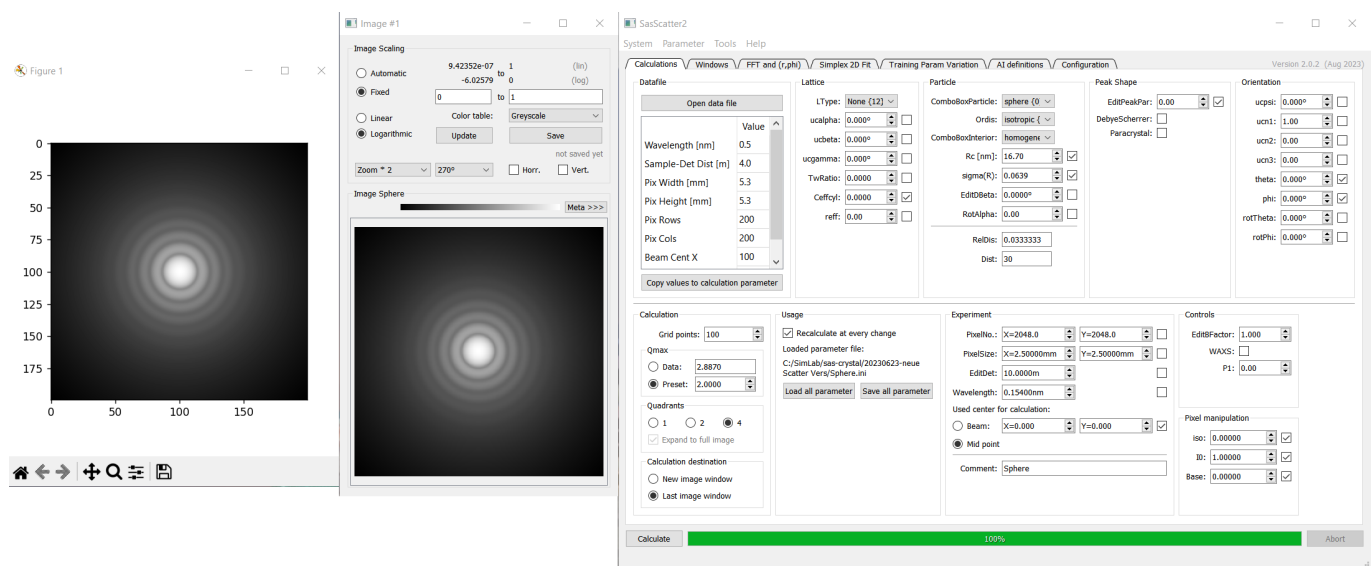 Figure 1
0
25
50
75
100
125
150
175
0 50 100 150
Image #1
Image Scaling
Automatic
9.42352e-07 to 1 (lin)
-6.02579 0 (log)
Fixed
0 to 1
Linear
Color table: Greyscale
Logarithmic
Update Save
not saved yet
Zoom * 2 270° Horr. Vert.
Image Sphere
Meta >>>
SasScatter2
System Parameter Tools Help
Calculations Windows FFT and (r,phi) Simplex 2D Fit Training Param Variation AI definitions Configuration
Version 2.0.2 (Aug 2023)
Datafile
Open data file
Value
Wavelength [nm] 0.5
Sample-Det Dist [m] 4.0
Pix Width [mm] 5.3
Pix Height [mm] 5.3
Pix Rows 200
Pix Cols 200
Beam Cent X 100
Copy values to calculation parameter
Lattice
LType: None {12}
ucalpha: 0.000°
ucbeta: 0.000°
ucgamma: 0.000°
TwRatio: 0.0000
Ceffcyl: 0.0000
reff: 0.00
Particle
ComboBoxParticle: sphere {0
Ordis: isotropic {
ComboBoxInterior: homogene
Rc [nm]: 16.70
sigma(R): 0.0639
EditDBeta: 0.0000°
RotAlpha: 0.00
RelDis: 0.0333333
Dist: 30
Peak Shape
EditPeakPar: 0.00
DebyeScherrer:
Paracrystal:
Orientation
ucpsi: 0.000°
ucn1: 1.00
ucn2: 0.00
ucn3: 0.00
theta: 0.000°
phi: 0.000°
rotTheta: 0.000°
rotPhi: 0.000°
Calculation
Grid points: 100
Qmax
Data: 2.8870
Preset: 2.0000
Quadrants
1 2 4
Expand to full image
Calculation destination
New image window
Last image window
Usage
Recalculate at every change
Loaded parameter file:
C:/SimLab/sas-crystal/20230623-neue
Scatter Vers/Sphere.ini
Load all parameter Save all parameter
Experiment
PixelNo.: X=2048.0 Y=2048.0
PixelSize: X=2.50000mm Y=2.50000mm
EditDet: 10.0000m
Wavelength: 0.15400nm
Used center for calculation:
Beam: X=0.000 Y=0.000
Mid point
Comment: Sphere
Controls
EditBFactor: 1.000
WAXS:
P1: 0.00
Pixel manipulation
iso: 0.00000
I0: 1.00000
Base: 0.00000
Calculate 100% Abort